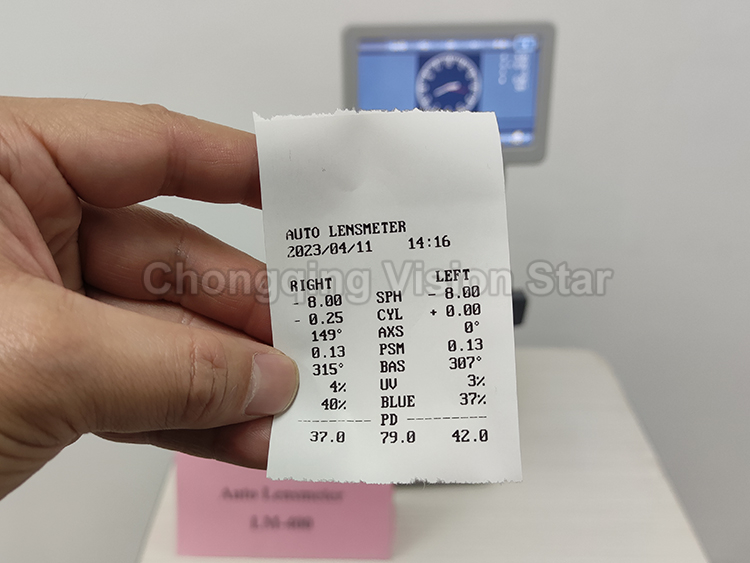 AUTO LENSMETER
2023/04/11 14:16
Chongqing Vision Star
RIGHT LEFT
- 8.00 SPH - 8.00
- 0.25 CYL + 0.00
149° AXS 0°
0.13 PSM 0.13
315° BAS 307°
4% UV 3%
40% BLUE 37%
---------- PD ----------
37.0 79.0 42.0
Auto Lensmeter
LM-400